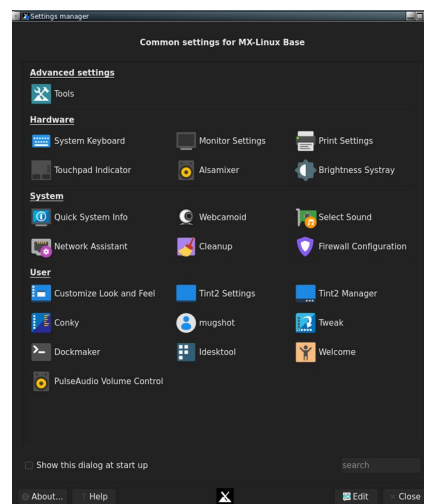 Settings manager
Common settings for MX-Linux Base
Advanced settings
Tools
Hardware
System Keyboard Monitor Settings Print Settings
Touchpad Indicator Alsamixer Brightness Systray
System
Quick System Info Webcamoid Select Sound
Network Assistant Cleanup Firewall Configuration
User
Customize Look and Feel Tint2 Settings Tint2 Manager
Conky mugshot Tweak
Dockmaker Idesktool Welcome
PulseAudio Volume Control
Show this dialog at start up search
About... Help Edit Close